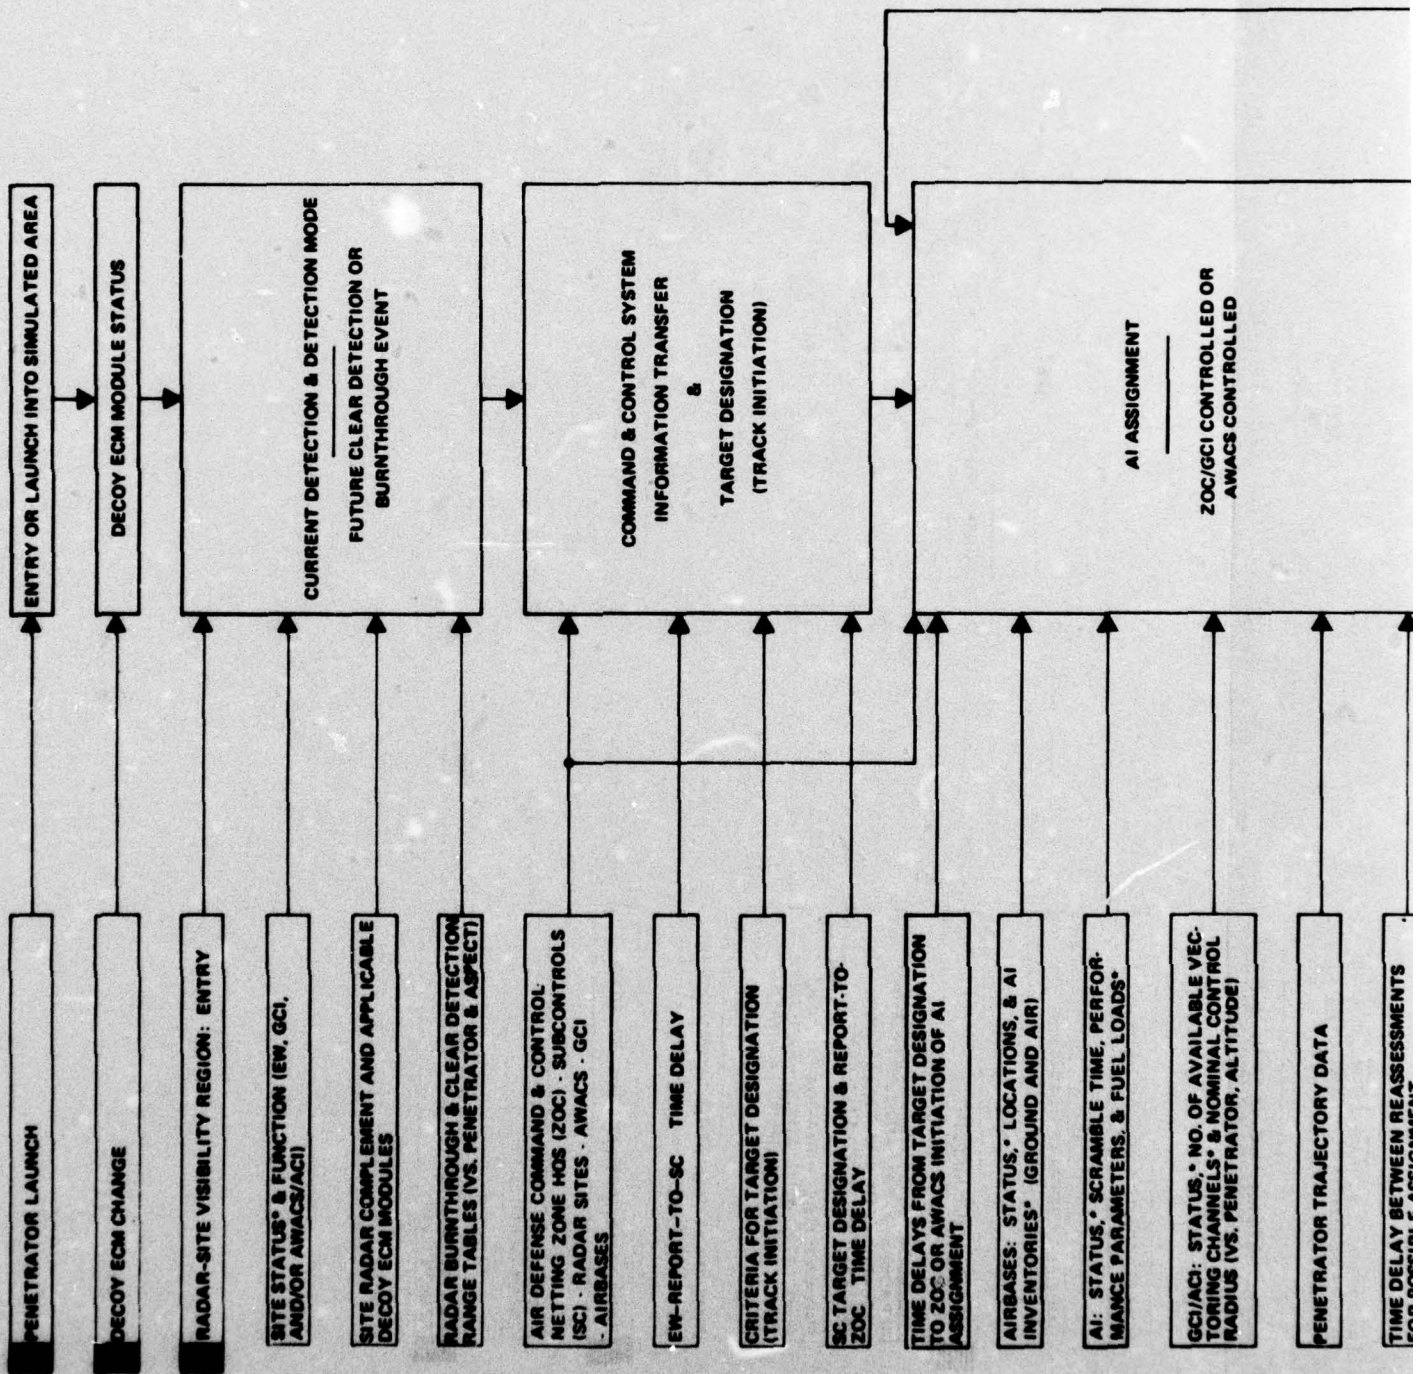 PENETRATOR LAUNCH
ENTRY OR LAUNCH INTO SIMULATED AREA
DECOY ECM CHANGE
DECOY ECM MODULE STATUS
RADAR-SITE VISIBILITY REGION: ENTRY
SITE STATUS* & FUNCTION (EW, GCI,
AND/OR AWACS/ACI)
SITE RADAR COMPLEMENT AND APPLICABLE
DECOY ECM MODULES
RADAR BURNTHROUGH & CLEAR DETECTION
RANGE TABLES (VS. PENETRATOR & ASPECT)
CURRENT DETECTION & DETECTION MODE
FUTURE CLEAR DETECTION OR
BURNTHROUGH EVENT
AIR DEFENSE COMMAND & CONTROL-
NETTING ZONE HQS (ZOC) - SUBCONTROLS
(SC) - RADAR SITES - AWACS - GCI
- AIRBASES
EW-REPORT-TO-SC TIME DELAY
CRITERIA FOR TARGET DESIGNATION
(TRACK INITIATION)
SC TARGET DESIGNATION & REPORT-TO-
ZOC TIME DELAY
COMMAND & CONTROL SYSTEM
INFORMATION TRANSFER
&
TARGET DESIGNATION
(TRACK INITIATION)
TIME DELAYS FROM TARGET DESIGNATION
TO ZOC OR AWACS INITIATION OF AI
ASSIGNMENT
AIRBASES: STATUS,* LOCATIONS, & AI
INVENTORIES* (GROUND AND AIR)
AI: STATUS,* SCRAMBLE TIME, PERFOR-
MANCE PARAMETERS, & FUEL LOADS*
GCI/ACI: STATUS,* NO. OF AVAILABLE VEC-
TORING CHANNELS* & NOMINAL CONTROL
RADIUS (VS. PENETRATOR, ALTITUDE)
PENETRATOR TRAJECTORY DATA
TIME DELAY BETWEEN REASSESSMENTS
FOR POSSIBLE ASSIGNMENT
AI ASSIGNMENT
ZOC/GCI CONTROLLED OR
AWACS CONTROLLED